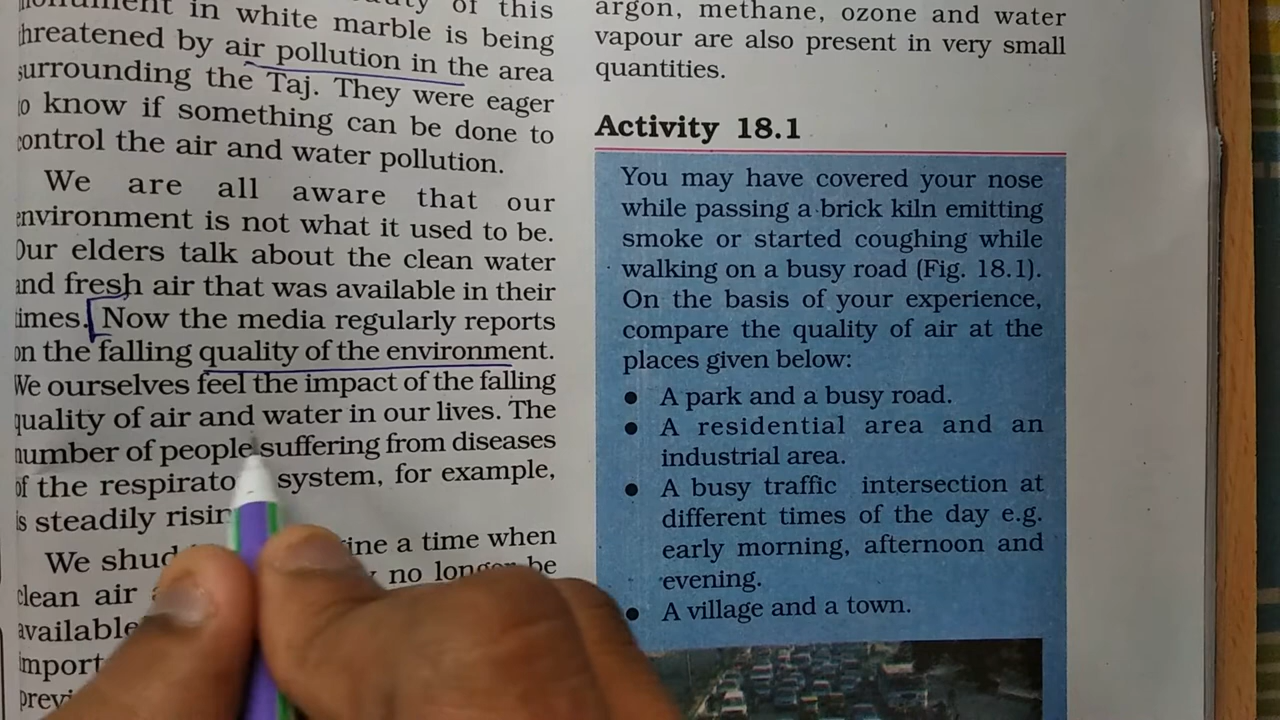 monument in white marble is being
threatened by air pollution in the area
surrounding the Taj. They were eager
to know if something can be done to
control the air and water pollution.
We are all aware that our
environment is not what it used to be.
Our elders talk about the clean water
and fresh air that was available in their
times. Now the media regularly reports
on the falling quality of the environment.
We ourselves feel the impact of the falling
quality of air and water in our lives. The
number of people suffering from diseases
of the system, for example,
is steadily
We a time when
clean air no longer be
available
argon, methane, ozone and water
vapour are also present in very small
quantities.
Activity 18.1
You may have covered your nose
while passing a brick kiln emitting
smoke or started coughing while
walking on a busy road (Fig. 18.1).
On the basis of your experience,
compare the quality of air at the
places given below:
● A park and a busy road.
● A residential area and an
industrial area.
● A busy traffic intersection at
different times of the day e.g.
early morning, afternoon and
evening.
● A village and a town.